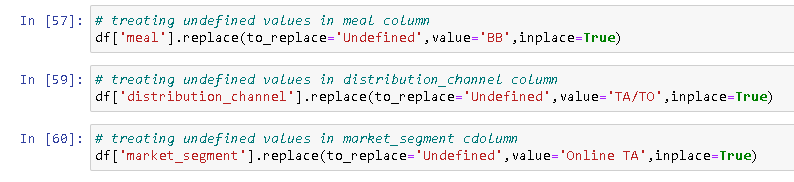 In [57]: # treating undefined values in meal column
df['meal'].replace(to_replace='Undefined',value='BB',inplace=True)
In [59]: # treating undefined values in distribution_channel column
df['distribution_channel'].replace(to_replace='Undefined',value='TA/TO',inplace=True)
In [60]: # treating undefined values in market_segment cdolumn
df['market_segment'].replace(to_replace='Undefined',value='Online TA',inplace=True)